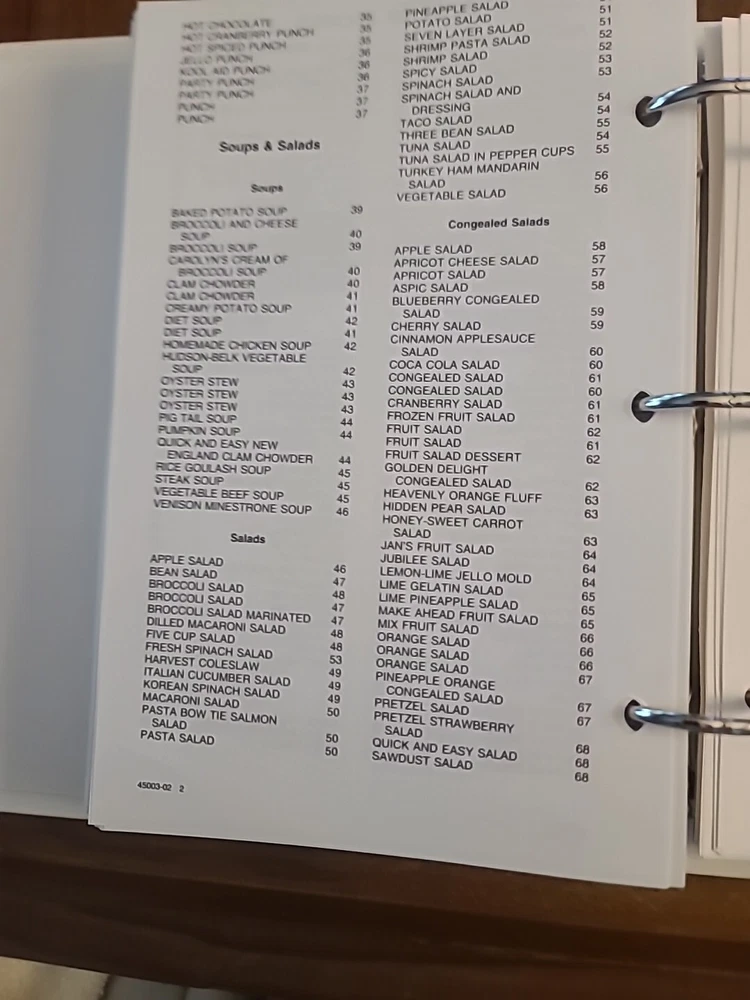 HOT CHOCOLATE 35
HOT CRANBERRY PUNCH 35
HOT SPICED PUNCH 35
JELLO PUNCH 36
KOOL AID PUNCH 36
PARTY PUNCH 36
PARTY PUNCH 37
PUNCH 37
PUNCH 37
Soups & Salads
Soups
BAKED POTATO SOUP 39
BROCCOLI AND CHEESE
SOUP 40
BROCCOLI SOUP 39
CAROLYN'S CREAM OF
BROCCOLI SOUP 40
CLAM CHOWDER 40
CLAM CHOWDER 41
CREAMY POTATO SOUP 41
DIET SOUP 42
DIET SOUP 41
HOMEMADE CHICKEN SOUP 42
HUDSON-BELK VEGETABLE
SOUP 42
OYSTER STEW 43
OYSTER STEW 43
OYSTER STEW 43
PIG TAIL SOUP 44
PUMPKIN SOUP 44
QUICK AND EASY NEW
ENGLAND CLAM CHOWDER 44
RICE GOULASH SOUP 45
STEAK SOUP 45
VEGETABLE BEEF SOUP 45
VENISON MINESTRONE SOUP 46
Salads
APPLE SALAD 46
BEAN SALAD 47
BROCCOLI SALAD 48
BROCCOLI SALAD 47
BROCCOLI SALAD MARINATED 47
DILLED MACARONI SALAD 48
FIVE CUP SALAD 48
FRESH SPINACH SALAD 53
HARVEST COLESLAW 49
ITALIAN CUCUMBER SALAD 49
KOREAN SPINACH SALAD 49
MACARONI SALAD 50
PASTA BOW TIE SALMON
SALAD 50
PASTA SALAD 50
45003-02 2
PINEAPPLE SALAD
POTATO SALAD 51
SEVEN LAYER SALAD 51
SHRIMP PASTA SALAD 52
SHRIMP SALAD 52
SPICY SALAD 53
SPINACH SALAD 53
SPINACH SALAD AND
DRESSING 54
TACO SALAD 54
THREE BEAN SALAD 55
TUNA SALAD 54
TUNA SALAD IN PEPPER CUPS 55
TURKEY HAM MANDARIN
SALAD 56
VEGETABLE SALAD 56
Congealed Salads
APPLE SALAD 58
APRICOT CHEESE SALAD 57
APRICOT SALAD 57
ASPIC SALAD 58
BLUEBERRY CONGEALED
SALAD 59
CHERRY SALAD 59
CINNAMON APPLESAUCE
SALAD 60
COCA COLA SALAD 60
CONGEALED SALAD 61
CONGEALED SALAD 60
CRANBERRY SALAD 61
FROZEN FRUIT SALAD 61
FRUIT SALAD 62
FRUIT SALAD 61
FRUIT SALAD DESSERT 62
GOLDEN DELIGHT
CONGEALED SALAD 62
HEAVENLY ORANGE FLUFF 63
HIDDEN PEAR SALAD 63
HONEY-SWEET CARROT
SALAD 63
JAN'S FRUIT SALAD 64
JUBILEE SALAD 64
LEMON-LIME JELLO MOLD 64
LIME GELATIN SALAD 65
LIME PINEAPPLE SALAD 65
MAKE AHEAD FRUIT SALAD 65
MIX FRUIT SALAD 66
ORANGE SALAD 66
ORANGE SALAD 66
ORANGE SALAD 67
PINEAPPLE ORANGE
CONGEALED SALAD 67
PRETZEL SALAD 67
PRETZEL STRAWBERRY
SALAD 68
QUICK AND EASY SALAD 68
SAWDUST SALAD 68